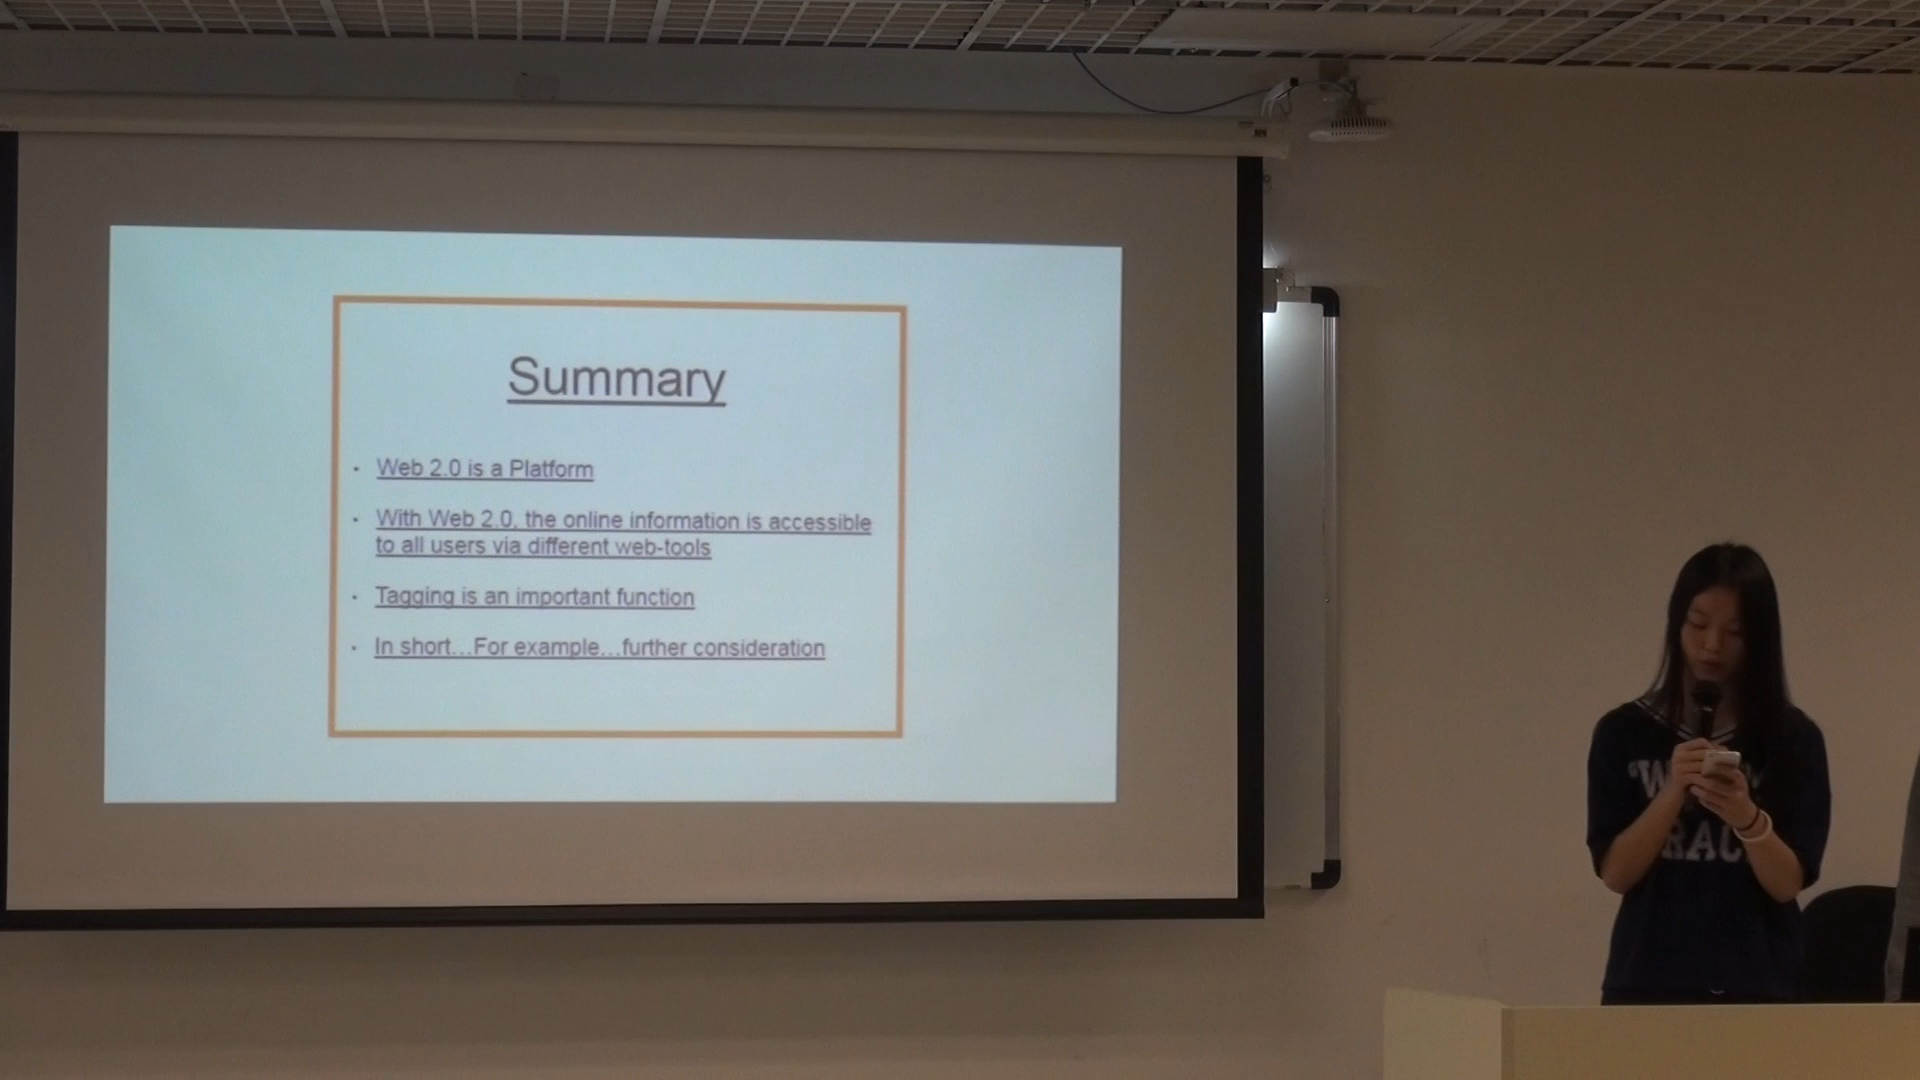 Summary
• Web 2.0 is a Platform
• With Web 2.0, the online information is accessible
to all users via different web-tools
• Tagging is an important function
• In short…For example…further consideration